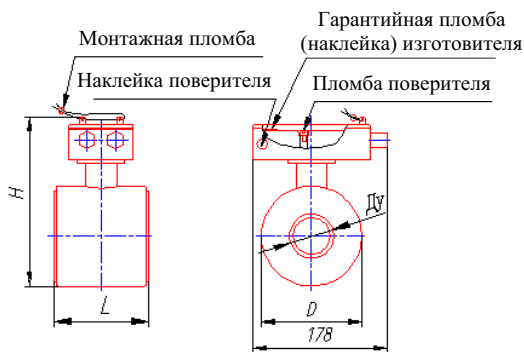 Гарантийная пломба
(наклейка) изготовителя
Монтажная пломба
Наклейка поверителя
Пломба поверителя
H
Ду
L
D
178